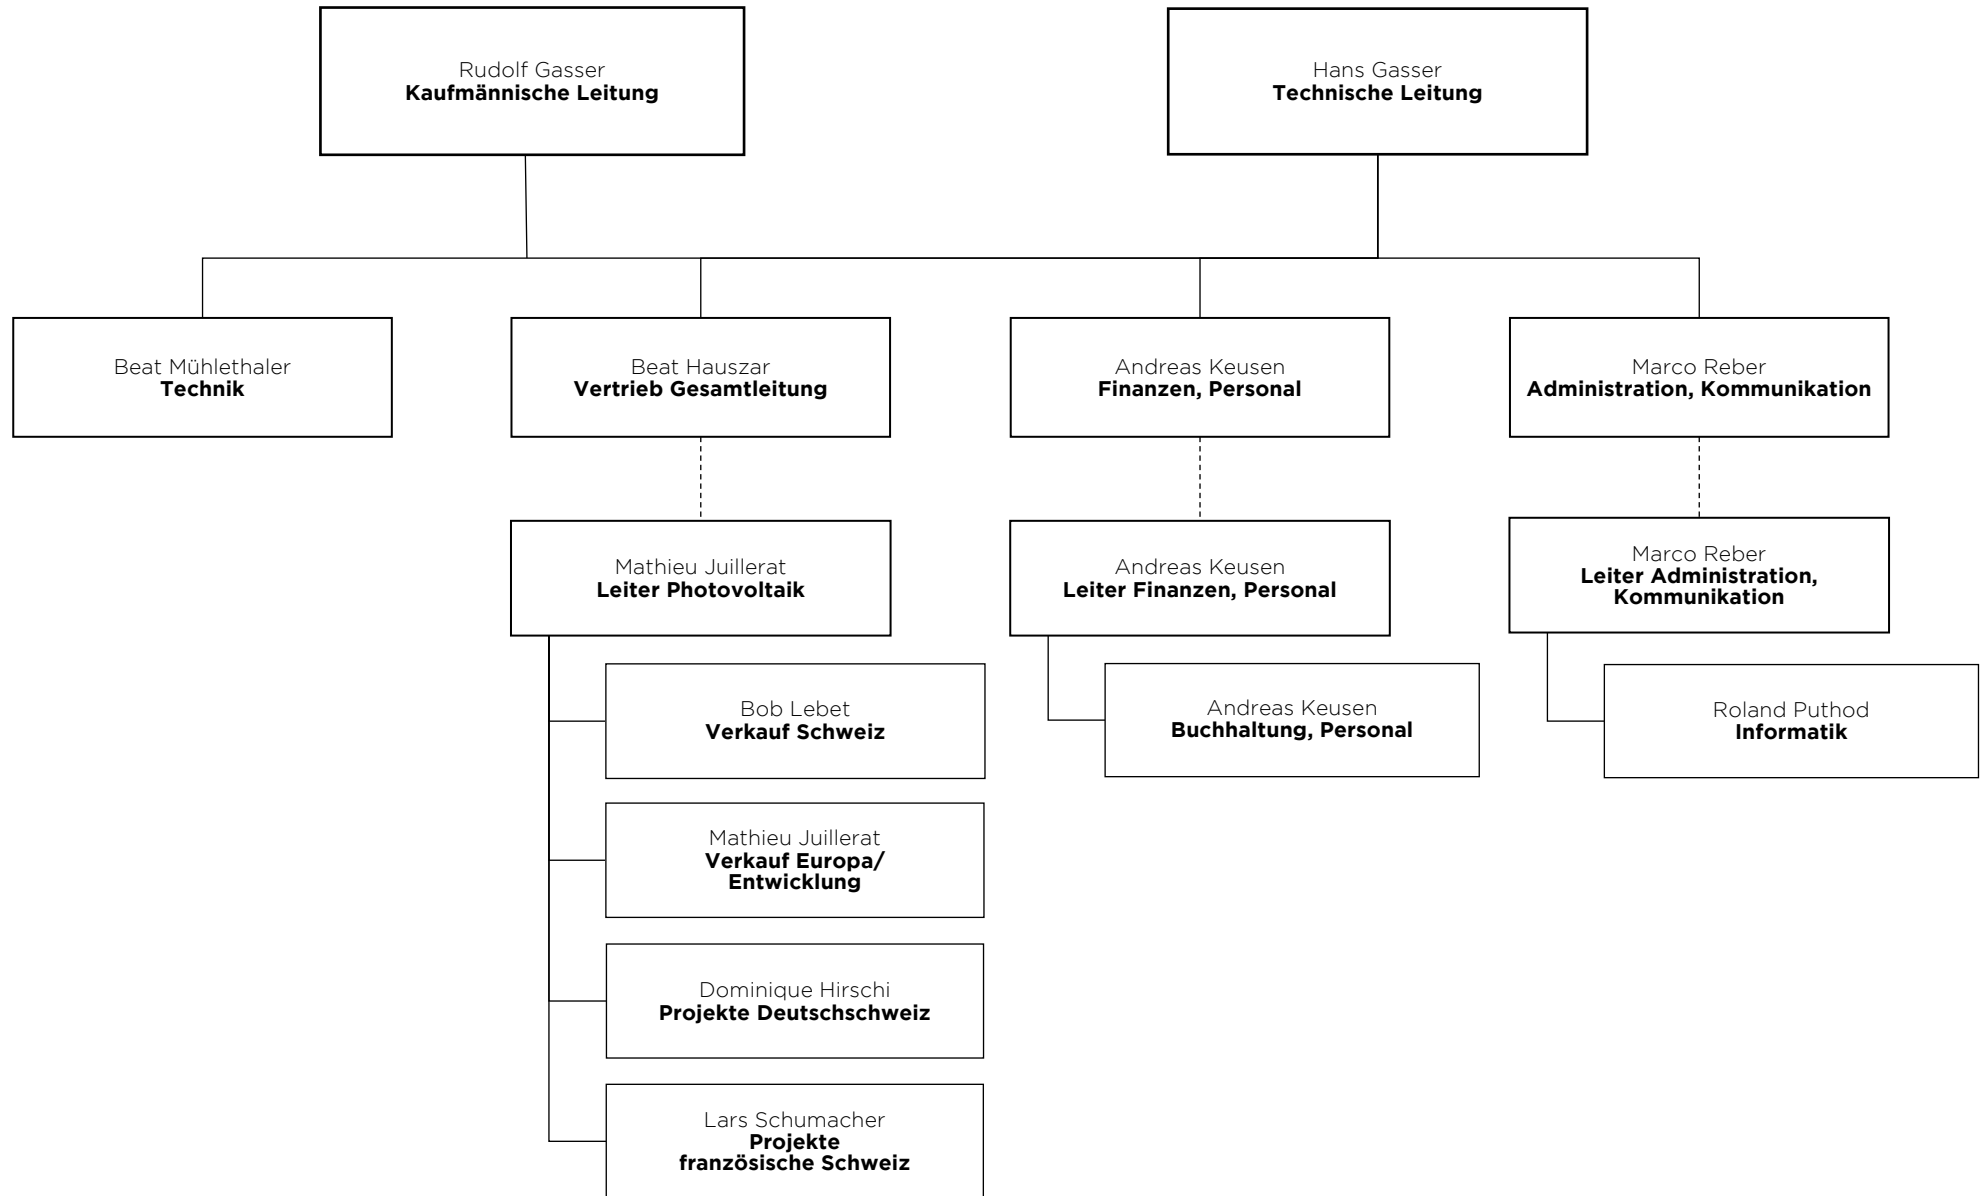 Rudolf Gasser
Kaufmännische Leitung
Hans Gasser
Technische Leitung
Beat Mühlethaler
Technik
Beat Hauszar
Vertrieb Gesamtleitung
Andreas Keusen
Finanzen, Personal
Marco Reber
Administration, Kommunikation
Mathieu Juillerat
Leiter Photovoltaik
Andreas Keusen
Leiter Finanzen, Personal
Marco Reber
Leiter Administration,
Kommunikation
Bob Lebet
Verkauf Schweiz
Andreas Keusen
Buchhaltung, Personal
Roland Puthod
Informatik
Mathieu Juillerat
Verkauf Europa/
Entwicklung
Dominique Hirschi
Projekte Deutschschweiz
Lars Schumacher
Projekte
französische Schweiz